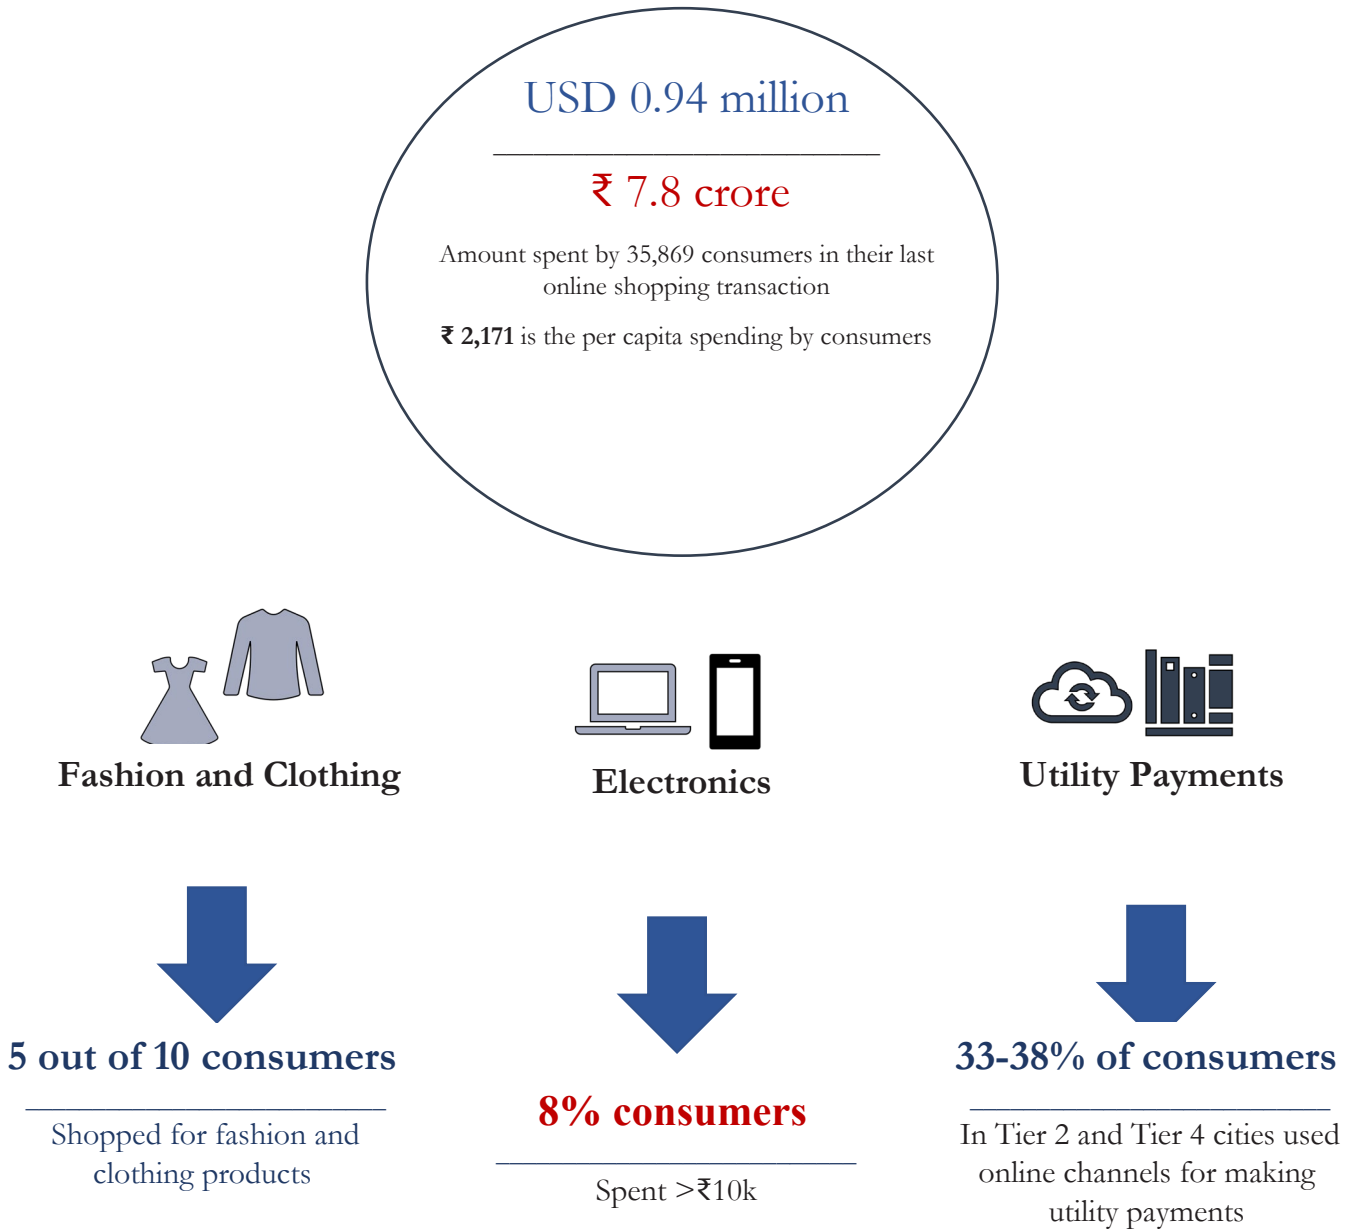 USD 0.94 million
₹ 7.8 crore
Amount spent by 35,869 consumers in their last
online shopping transaction
₹ 2,171 is the per capita spending by consumers
Fashion and Clothing
Electronics
Utility Payments
5 out of 10 consumers
Shopped for fashion and
clothing products
8% consumers
Spent >₹10k
33-38% of consumers
In Tier 2 and Tier 4 cities used
online channels for making
utility payments